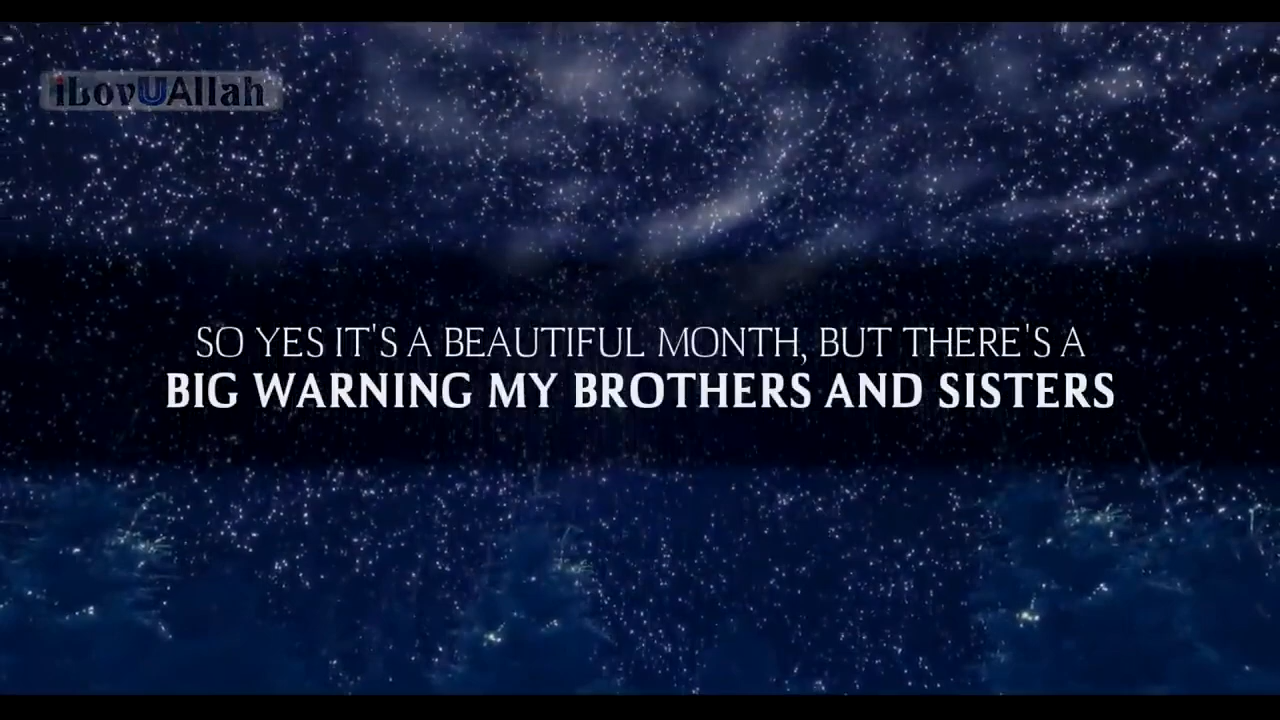 iLovUAllah
SO YES IT'S A BEAUTIFUL MONTH, BUT THERE'S A
BIG WARNING MY BROTHERS AND SISTERS